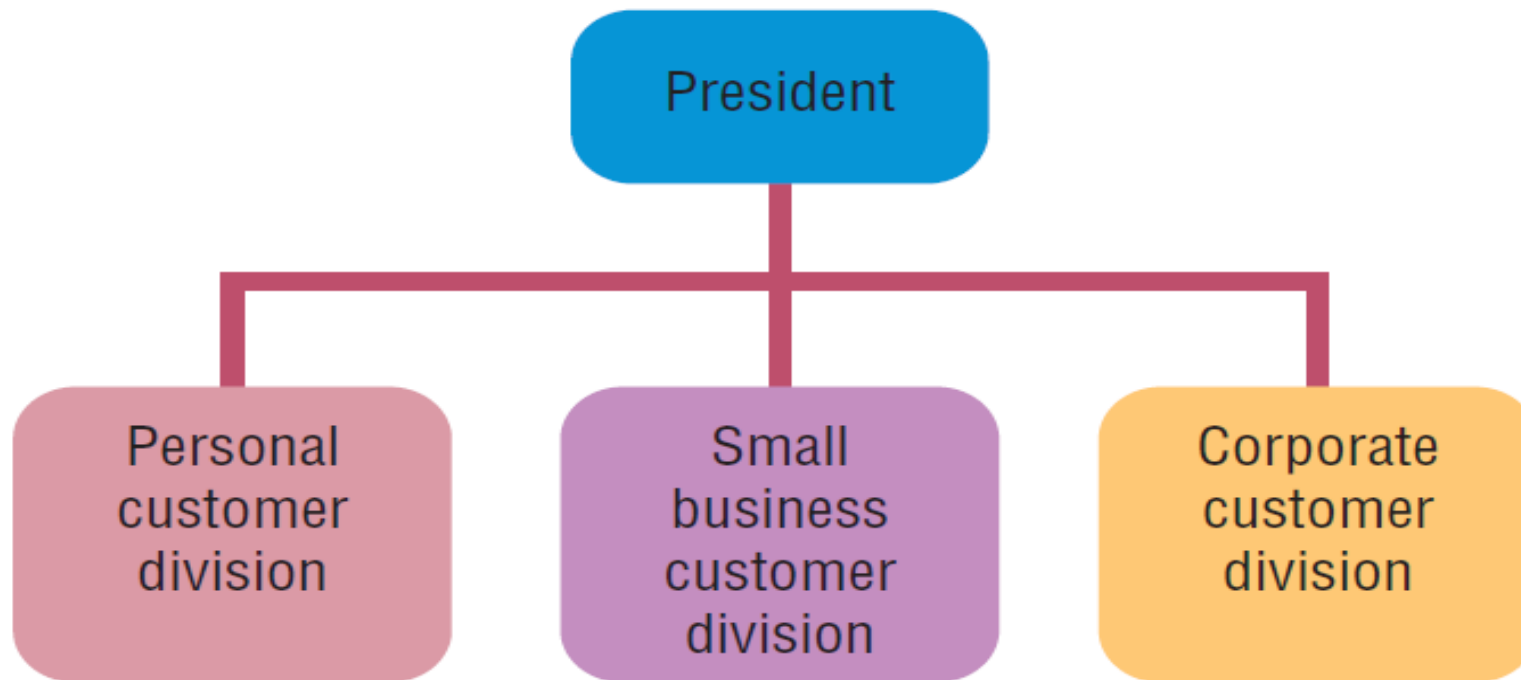 President
Personal
customer
division
Small
business
customer
division
Corporate
customer
division